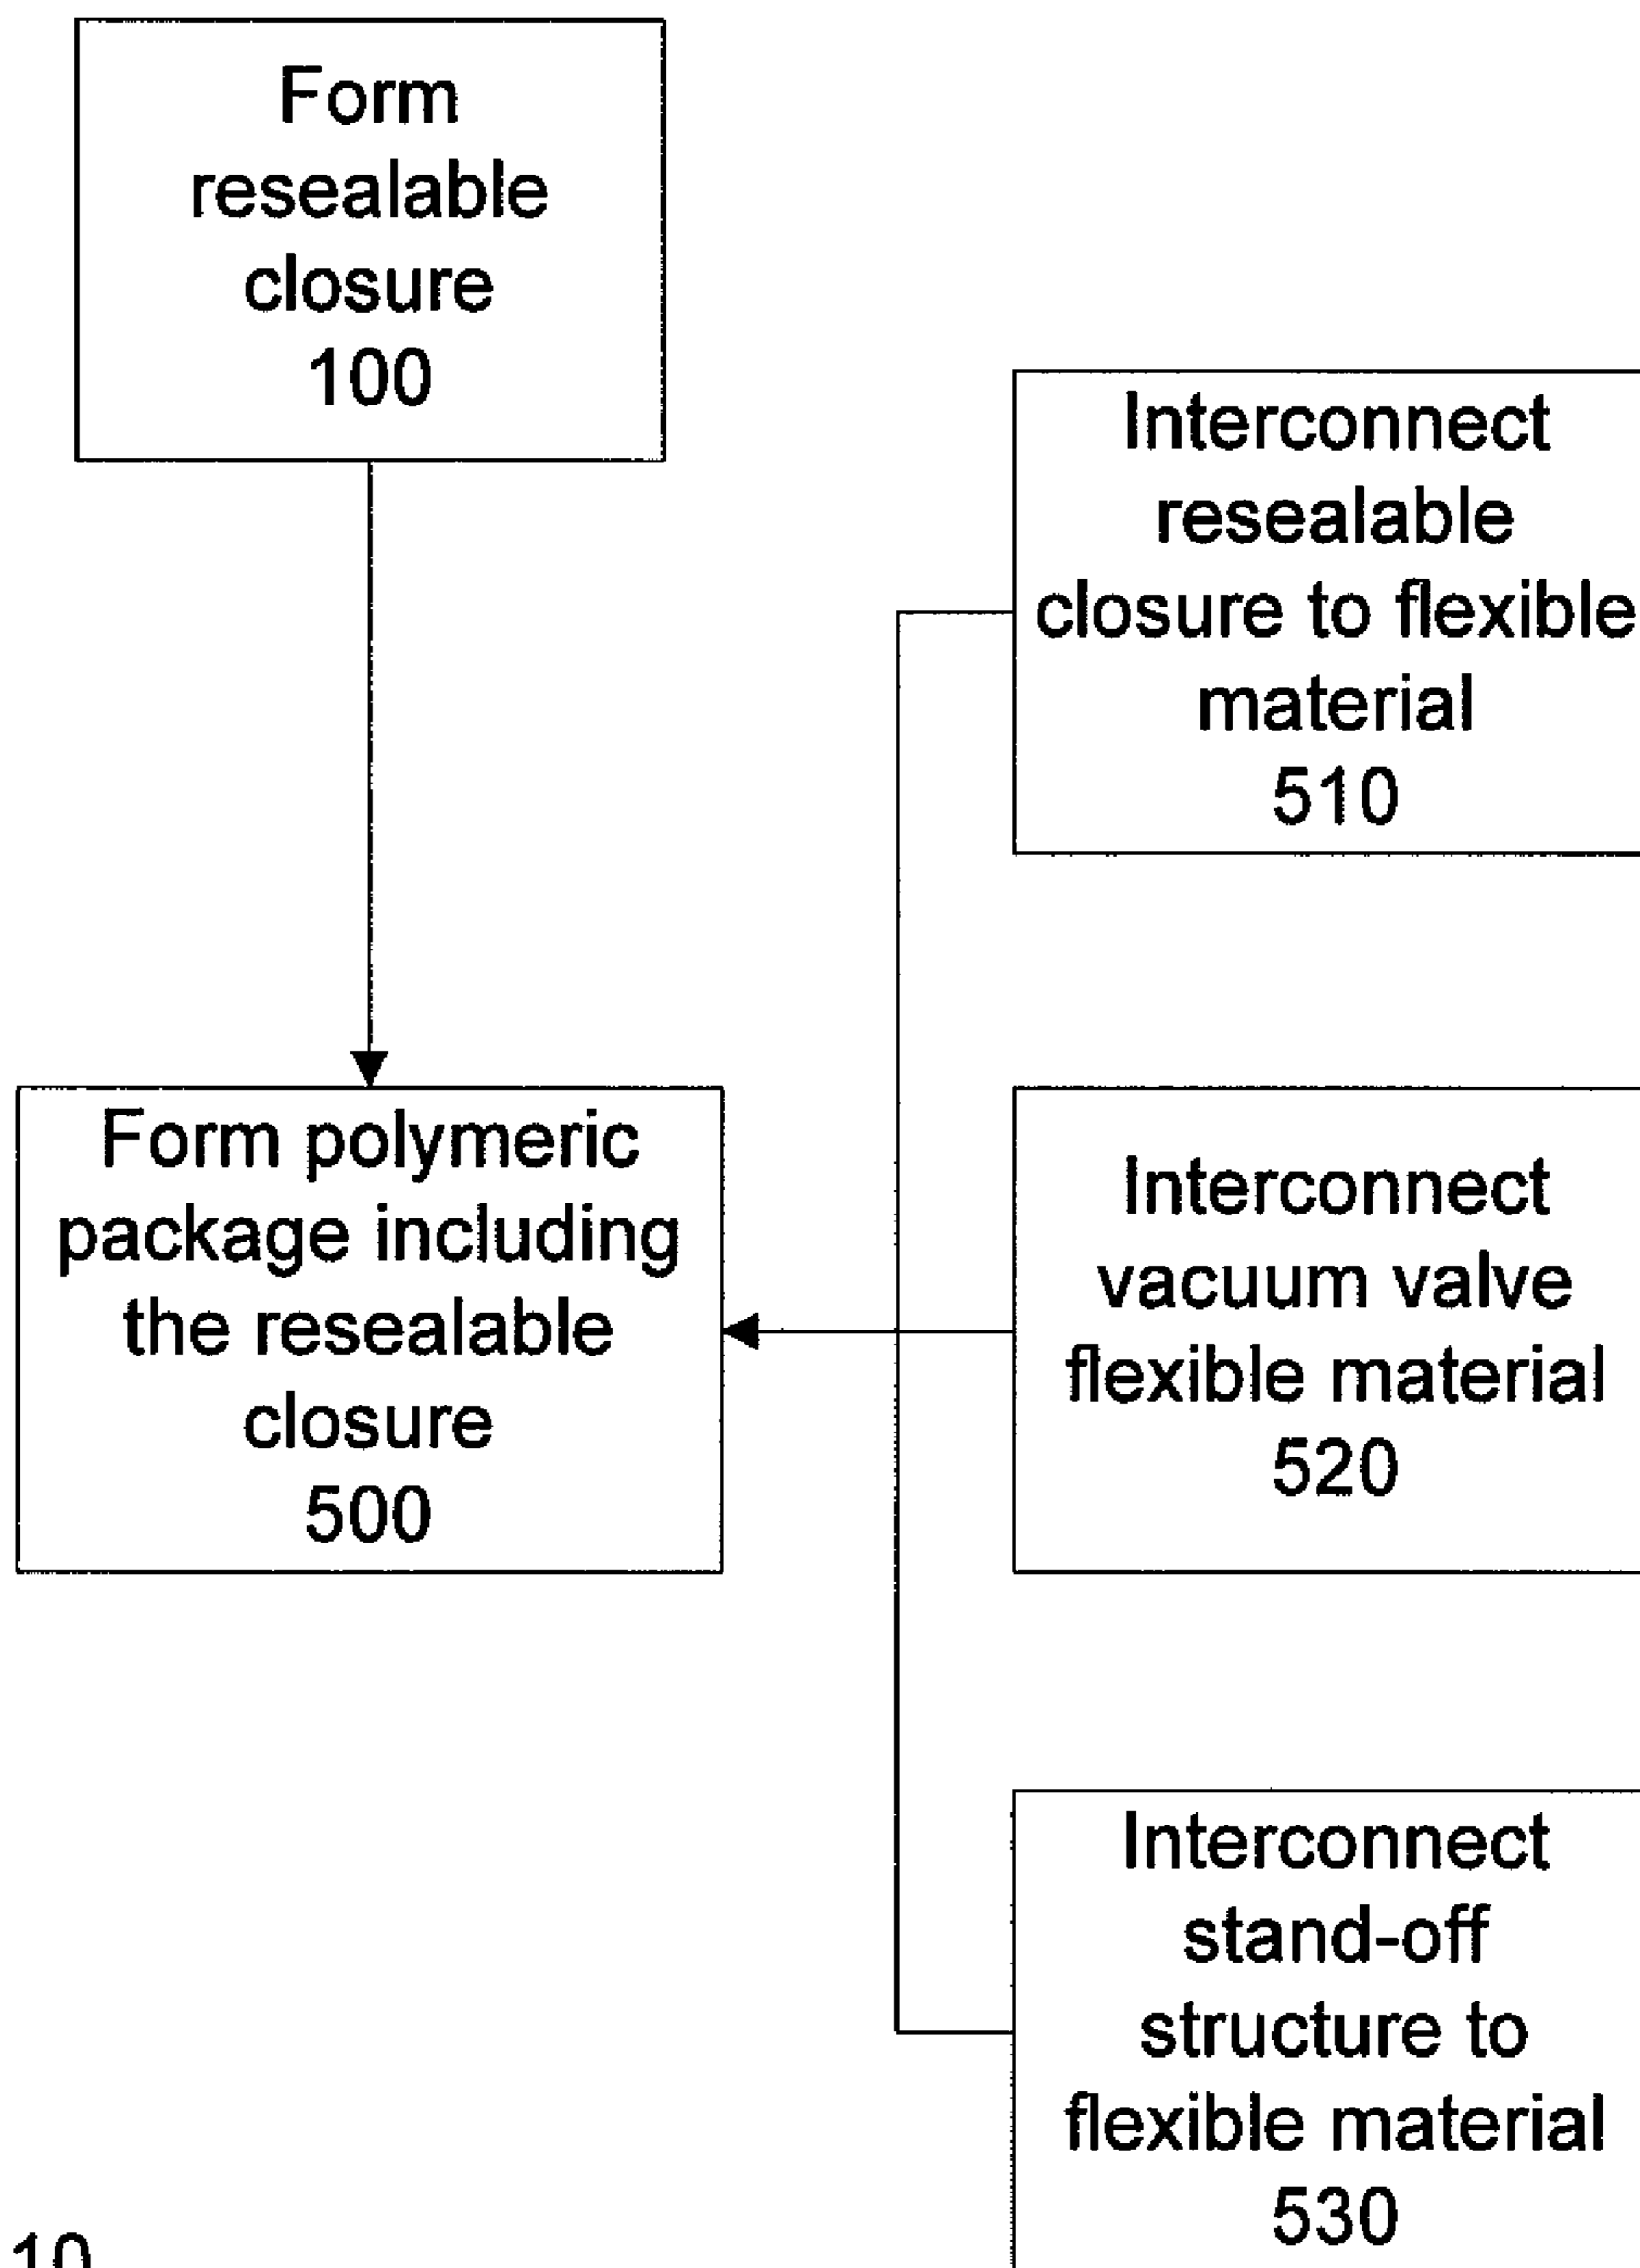 Form
resealable
closure
100
Interconnect
resealable
closure to flexible
material
510
Form polymeric
package including
the resealable
closure
500
Interconnect
vacuum valve
flexible material
520
Interconnect
stand-off
structure to
flexible material
530
10